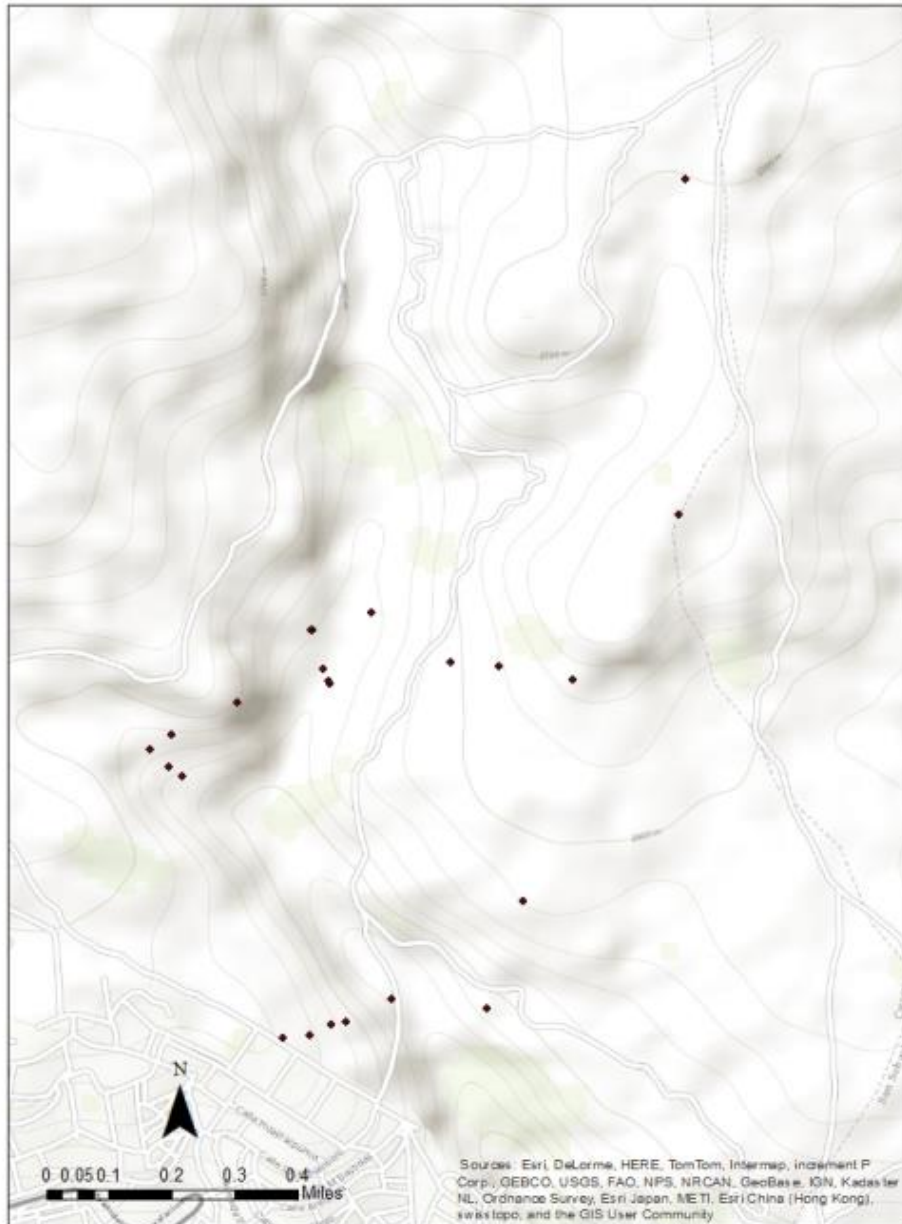 2100 m
N
0 0.05 0.1 0.2 0.3 0.4
Miles
Sources: Esri, DeLorme, HERE, TomTom, Intermap, increment P
Corp., GEBCO, USGS, FAO, NPS, NRCAN, GeoBase, IGN, Kadaster
NL, Ordnance Survey, Esri Japan, METI, Esri China (Hong Kong),
swisstopo, and the GIS User Community